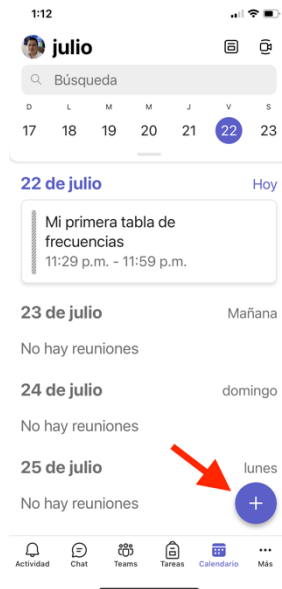 1:12
julio
Búsqueda
D L M M J V S
17 18 19 20 21 22 23
22 de julio Hoy
Mi primera tabla de
frecuencias
11:29 p.m. - 11:59 p.m.
23 de julio Mañana
No hay reuniones
24 de julio domingo
No hay reuniones
25 de julio lunes
No hay reuniones
Actividad Chat Teams Tareas Calendario Más